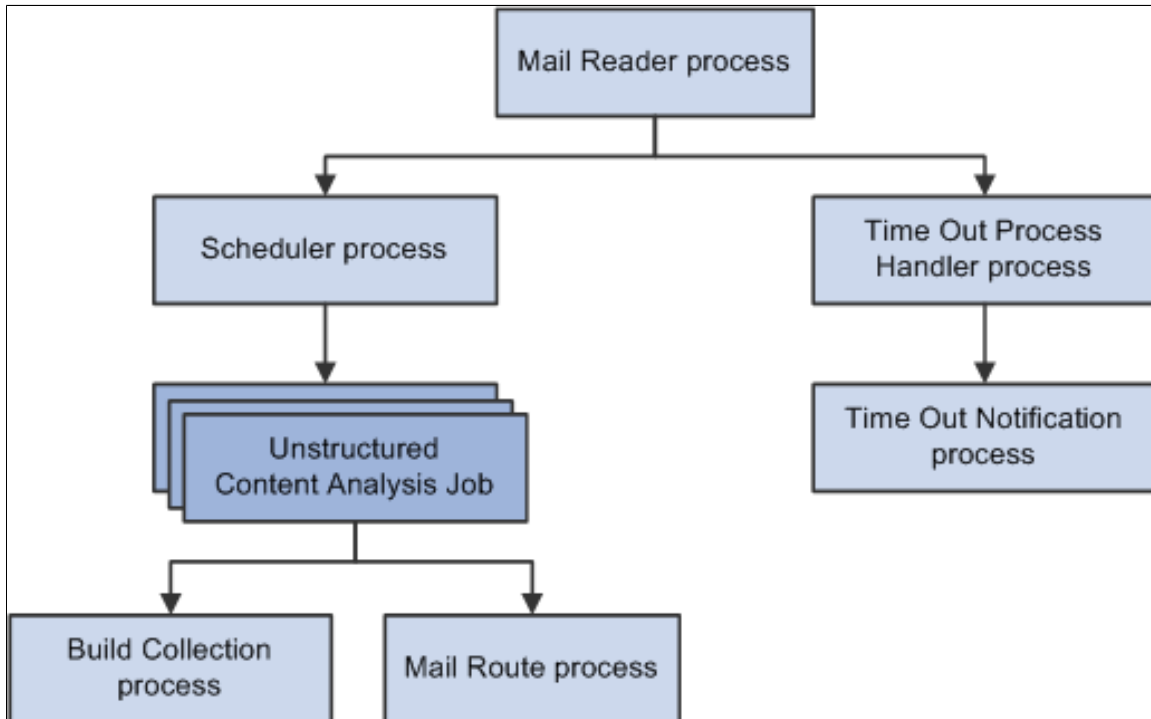 Mail Reader process
Scheduler process
Time Out Process
Handler process
Unstructured
Content Analysis Job
Time Out Notification
process
Build Collection
process
Mail Route process